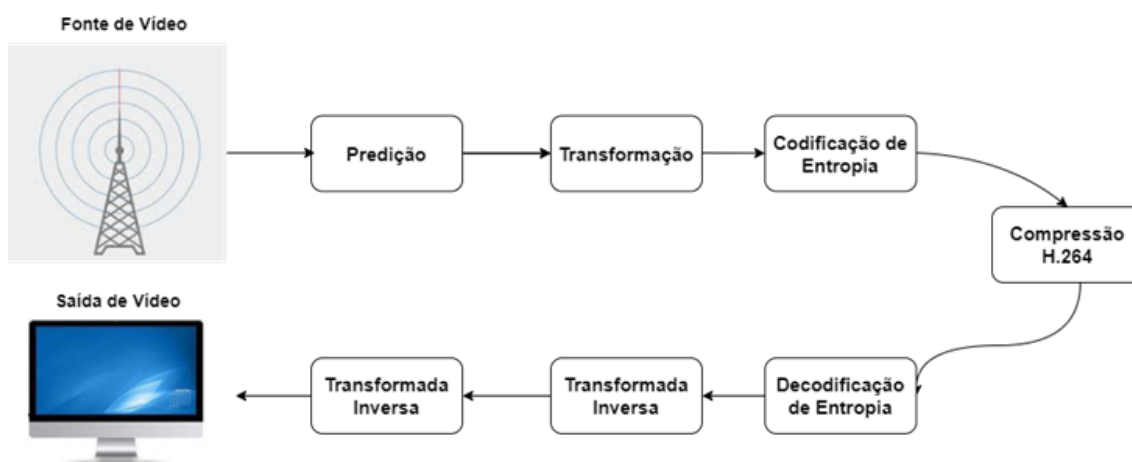 Fonte de Vídeo
Predição
Transformação
Codificação de
Entropia
Compressão
H.264
Saída de Vídeo
Transformada
Inversa
Transformada
Inversa
Decodificação
de Entropia